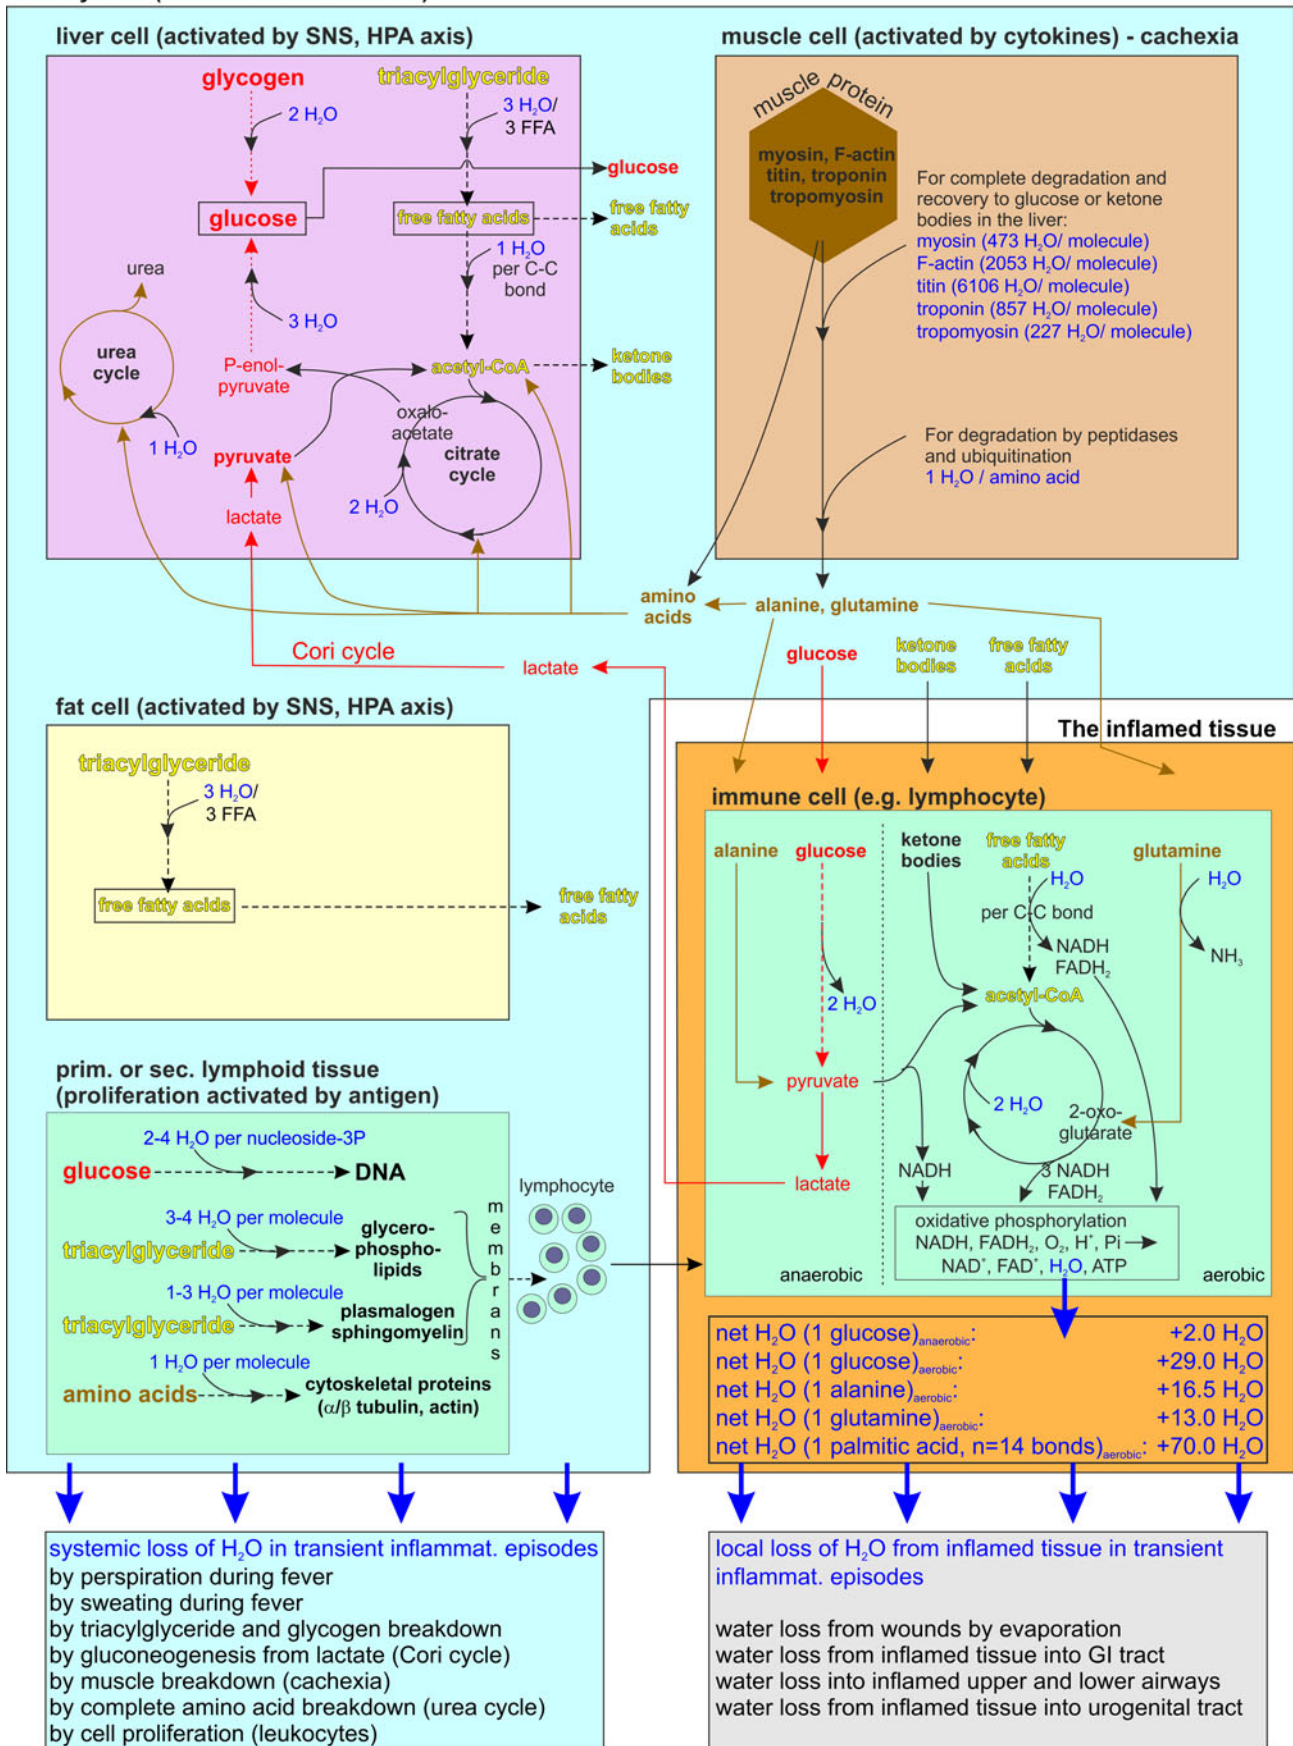 liver cell (activated by SNS, HPA axis)
glycogen
2 H₂O
glucose
3 H₂O
P-enol-
pyruvate
pyruvate
lactate
urea
urea
cycle
1 H₂O
triacylglyceride
3 H₂O/
3 FFA
free fatty acids
1 H₂O
per C-C
bond
acetyl-CoA
oxalo-
acetate
citrate
cycle
2 H₂O
glucose
free fatty
acids
ketone
bodies
muscle cell (activated by cytokines) - cachexia
muscle protein
myosin, F-actin
titin, troponin
tropomyosin
For complete degradation and
recovery to glucose or ketone
bodies in the liver:
myosin (473 H₂O/ molecule)
F-actin (2053 H₂O/ molecule)
titin (6106 H₂O/ molecule)
troponin (857 H₂O/ molecule)
tropomyosin (227 H₂O/ molecule)
For degradation by peptidases
and ubiquitination
1 H₂O / amino acid
amino
acids
alanine, glutamine
Cori cycle
lactate
glucose
ketone
bodies
free fatty
acids
fat cell (activated by SNS, HPA axis)
triacylglyceride
3 H₂O/
3 FFA
free fatty acids
free fatty
acids
The inflamed tissue
immune cell (e.g. lymphocyte)
alanine
glucose
ketone
bodies
free fatty
acids
glutamine
H₂O
per C-C bond
NADH
FADH₂
H₂O
NH₃
2 H₂O
acetyl-CoA
pyruvate
2 H₂O
2-oxo-
glutarate
NADH
3 NADH
FADH₂
lactate
oxidative phosphorylation
NADH, FADH₂, O₂, H⁺, Pi
NAD⁺, FAD⁺, H₂O, ATP
anaerobic
aerobic
prim. or sec. lymphoid tissue
(proliferation activated by antigen)
2-4 H₂O per nucleoside-3P
glucose
DNA
3-4 H₂O per molecule
triacylglyceride
glycero-
phospho-
lipids
1-3 H₂O per molecule
triacylglyceride
plasmalogen
sphingomyelin
1 H₂O per molecule
amino acids
cytoskeletal proteins
(α/β tubulin, actin)
membrans
lymphocyte
net H₂O (1 glucose)anaerobic: +2.0 H₂O
net H₂O (1 glucose)aerobic: +29.0 H₂O
net H₂O (1 alanine)aerobic: +16.5 H₂O
net H₂O (1 glutamine)aerobic: +13.0 H₂O
net H₂O (1 palmitic acid, n=14 bonds)aerobic: +70.0 H₂O
systemic loss of H₂O in transient inflammat. episodes
by perspiration during fever
by sweating during fever
by triacylglyceride and glycogen breakdown
by gluconeogenesis from lactate (Cori cycle)
by muscle breakdown (cachexia)
by complete amino acid breakdown (urea cycle)
by cell proliferation (leukocytes)
local loss of H₂O from inflamed tissue in transient
inflammat. episodes
water loss from wounds by evaporation
water loss from inflamed tissue into GI tract
water loss into inflamed upper and lower airways
water loss from inflamed tissue into urogenital tract